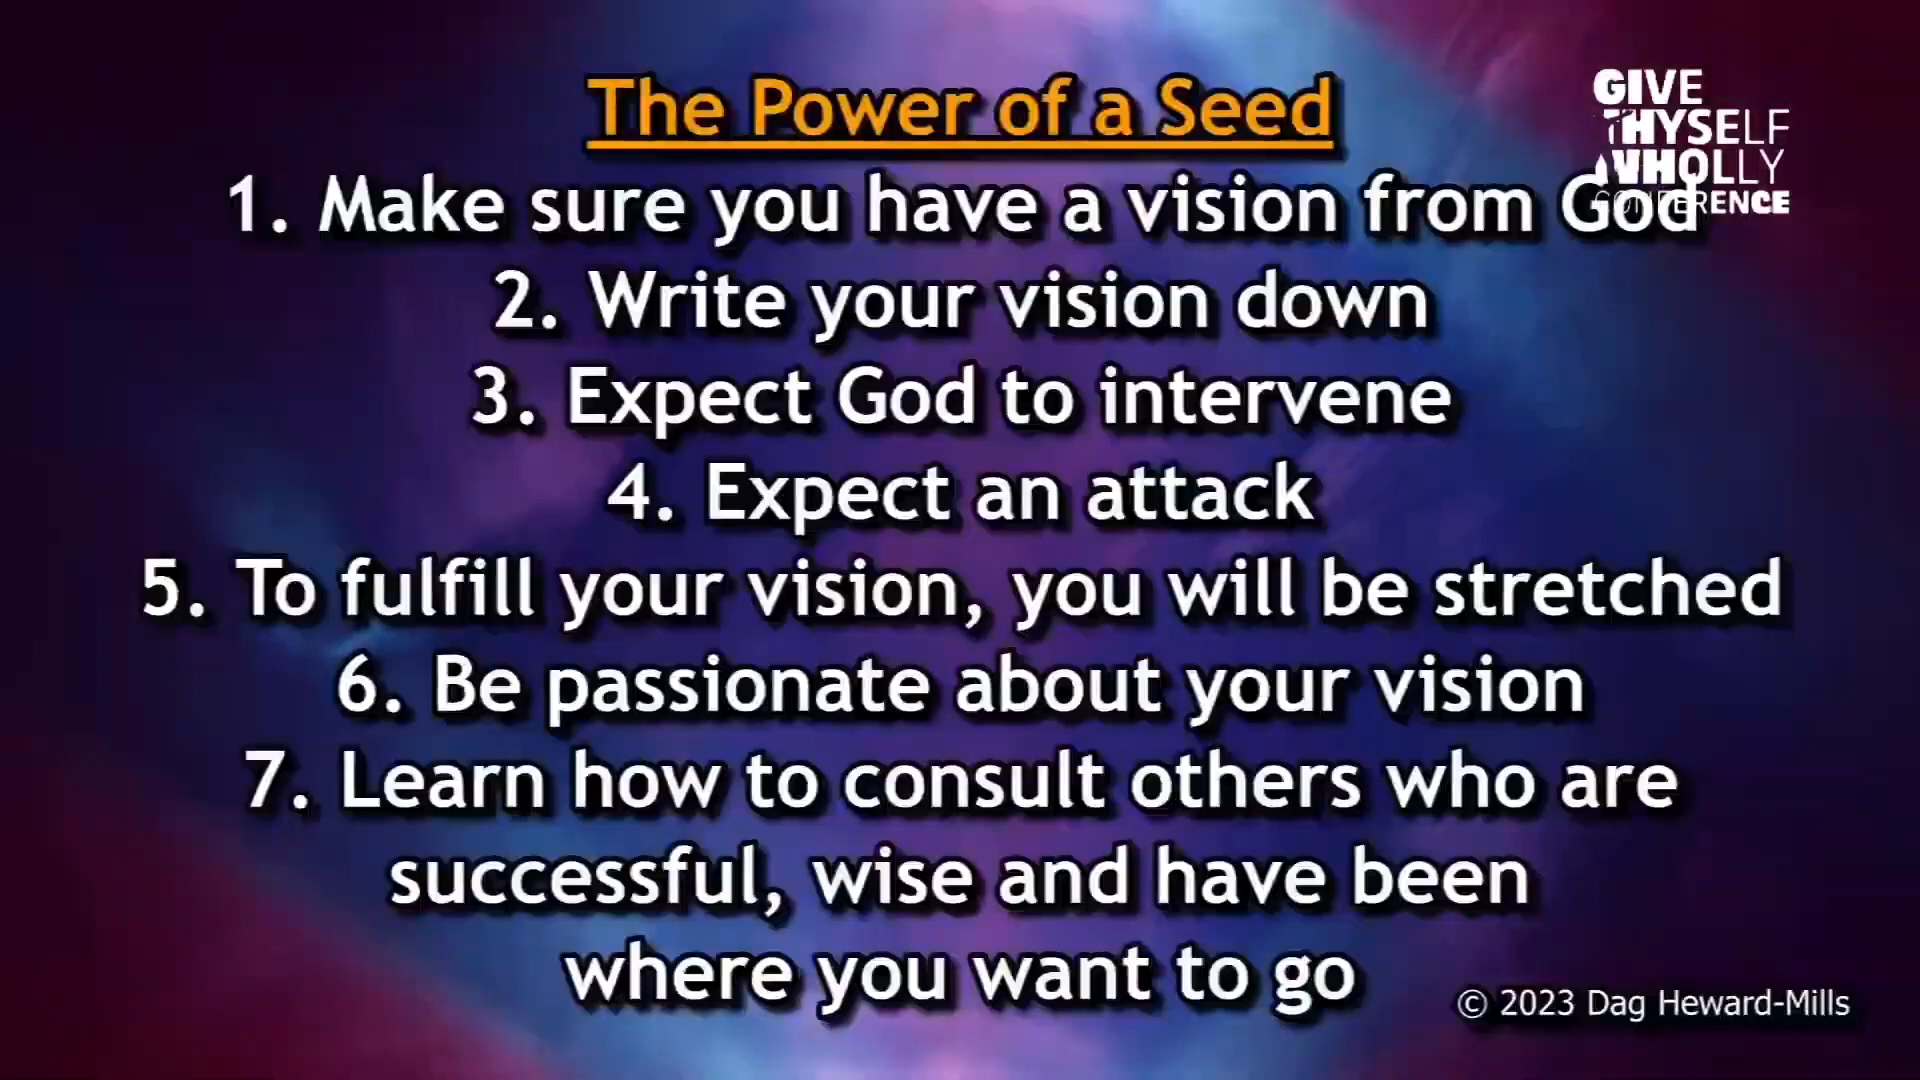 The Power of a Seed
GIVE
THYSELF
WHOLLY
CONFERENCE
1. Make sure you have a vision from God
2. Write your vision down
3. Expect God to intervene
4. Expect an attack
5. To fulfill your vision, you will be stretched
6. Be passionate about your vision
7. Learn how to consult others who are
successful, wise and have been
where you want to go
© 2023 Dag Heward-Mills